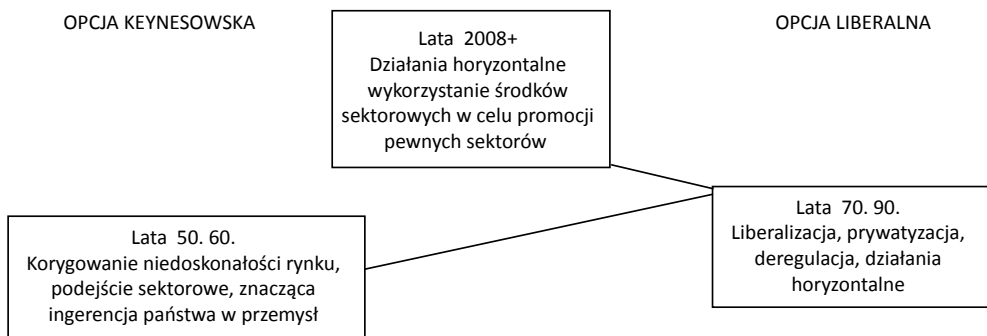 OPCJA KEYNESOWSKA
OPCJA LIBERALNA
Lata 2008+
Działania horyzontalne
wykorzystanie środków
sektorowych w celu promocji
pewnych sektorów
Lata 50. 60.
Korygowanie niedoskonałości rynku,
podejście sektorowe, znacząca
ingerencja państwa w przemysł
Lata 70. 90.
Liberalizacja, prywatyzacja,
deregulacja, działania
horyzontalne